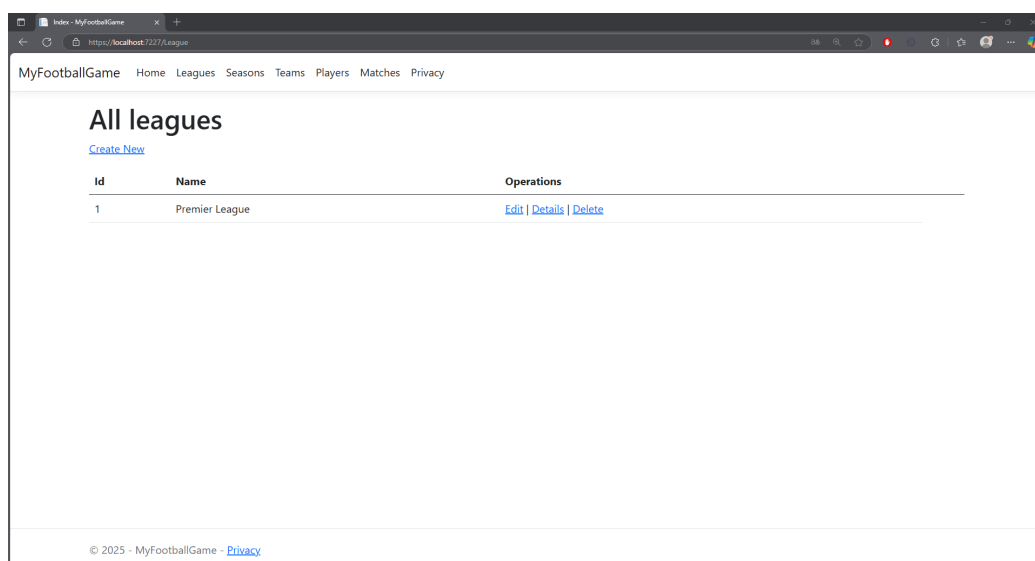 Index - MyFootballGame
https://localhost:7227/League
MyFootballGame Home Leagues Seasons Teams Players Matches Privacy
All leagues
Create New
Id Name Operations
1 Premier League Edit | Details | Delete
© 2025 - MyFootballGame - Privacy